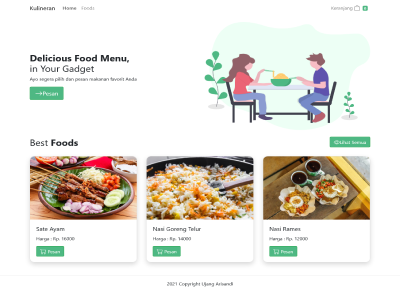 Kulineran Home Foods Keranjang
Delicious Food Menu,
in Your Gadget
Ayo segera pilih dan pesan makanan favorit Anda
Pesan
Best Foods
Lihat Semua
Sate Ayam
Harga : Rp. 16000
Pesan
Nasi Goreng Telur
Harga : Rp. 14000
Pesan
Nasi Rames
Harga : Rp. 12000
Pesan
2021 Copyright Ujang Arisandi